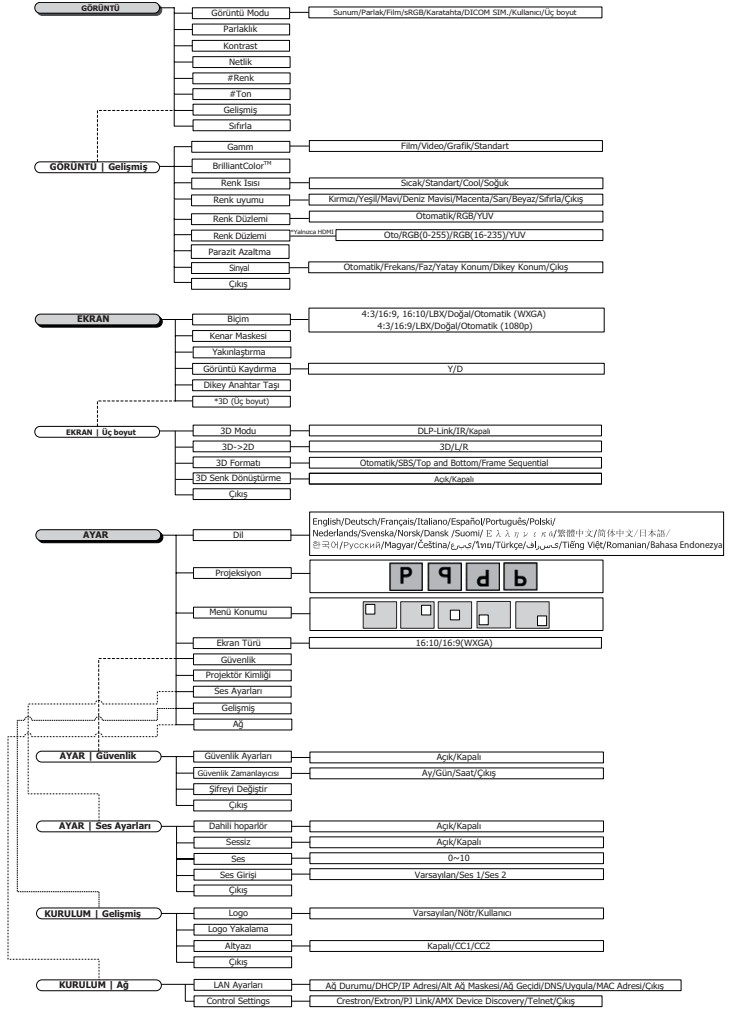 GÖRÜNTÜ
Görüntü Modu
Sunum/Parlak/Film/sRGB/Karatahta/DICOM SIM./Kullanıcı/Üç boyut
Parlaklık
Kontrast
Netlik
#Renk
#Ton
Gelişmiş
Sıfırla
GÖRÜNTÜ | Gelişmiş
Gamm
Film/Video/Grafik/Standart
BrilliantColor™
Renk Isısı
Sıcak/Standart/Cool/Soğuk
Renk uyumu
Kırmızı/Yeşil/Mavi/Deniz Mavisi/Macenta/Sarı/Beyaz/Sıfırla/Çıkış
Renk Düzlemi
Otomatik/RGB/YUV
Renk Düzlemi
*Yalnızca HDMI
Oto/RGB(0-255)/RGB(16-235)/YUV
Parazit Azaltma
Sinyal
Otomatik/Frekans/Faz/Yatay Konum/Dikey Konum/Çıkış
Çıkış
EKRAN
Biçim
4:3/16:9, 16:10/LBX/Doğal/Otomatik (WXGA)
4:3/16:9/LBX/Doğal/Otomatik (1080p)
Kenar Maskesi
Yakınlaştırma
Görüntü Kaydırma
Y/D
Dikey Anahtar Taşı
*3D (Üç boyut)
EKRAN | Üç boyut
3D Modu
DLP-Link/IR/Kapalı
3D->2D
3D/L/R
3D Formatı
Otomatik/SBS/Top and Bottom/Frame Sequential
3D Senk Dönüştürme
Açık/Kapalı
Çıkış
AYAR
Dil
English/Deutsch/Français/Italiano/Español/Português/Polski/
Nederlands/Svenska/Norsk/Dansk /Suomi/Ελληνικά/繁體中文/简体中文/日本語/
한국어/Русский/Magyar/Čeština/عربي/ไทย/Türkçe/فارسی/Tiếng Việt/Romanian/Bahasa Endonezya
Projeksiyon
P
Menü Konumu
Ekran Türü
16:10/16:9(WXGA)
Güvenlik
Projektör Kimliği
Ses Ayarları
Gelişmiş
Ağ
AYAR | Güvenlik
Güvenlik Ayarları
Açık/Kapalı
Güvenlik Zamanlayıcısı
Ay/Gün/Saat/Çıkış
Şifreyi Değiştir
Çıkış
AYAR | Ses Ayarları
Dahili hoparlör
Açık/Kapalı
Sessiz
Açık/Kapalı
Ses
0~10
Ses Girişi
Varsayılan/Ses 1/Ses 2
Çıkış
KURULUM | Gelişmiş
Logo
Varsayılan/Nötr/Kullanıcı
Logo Yakalama
Altyazı
Kapalı/CC1/CC2
Çıkış
KURULUM | Ağ
LAN Ayarları
Ağ Durumu/DHCP/IP Adresi/Alt Ağ Maskesi/Ağ Geçidi/DNS/Uygula/MAC Adresi/Çıkış
Control Settings
Crestron/Extron/PJ Link/AMX Device Discovery/Telnet/Çıkış